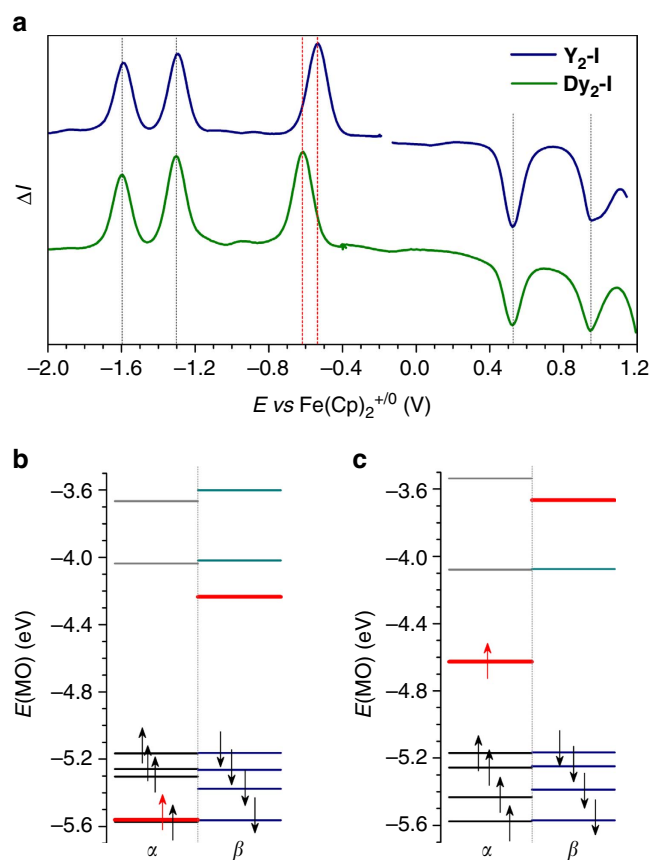 a
Y₂-I
Dy₂-I
ΔI
−2.0 −1.6 −1.2 −0.8 −0.4 0.0 0.4 0.8 1.2
E vs Fe(Cp)₂⁺/⁰ (V)
b
E(MO) (eV)
−3.6
−4.0
−4.4
−4.8
−5.2
−5.6
α β
c
E(MO) (eV)
−3.6
−4.0
−4.4
−4.8
−5.2
−5.6
α β